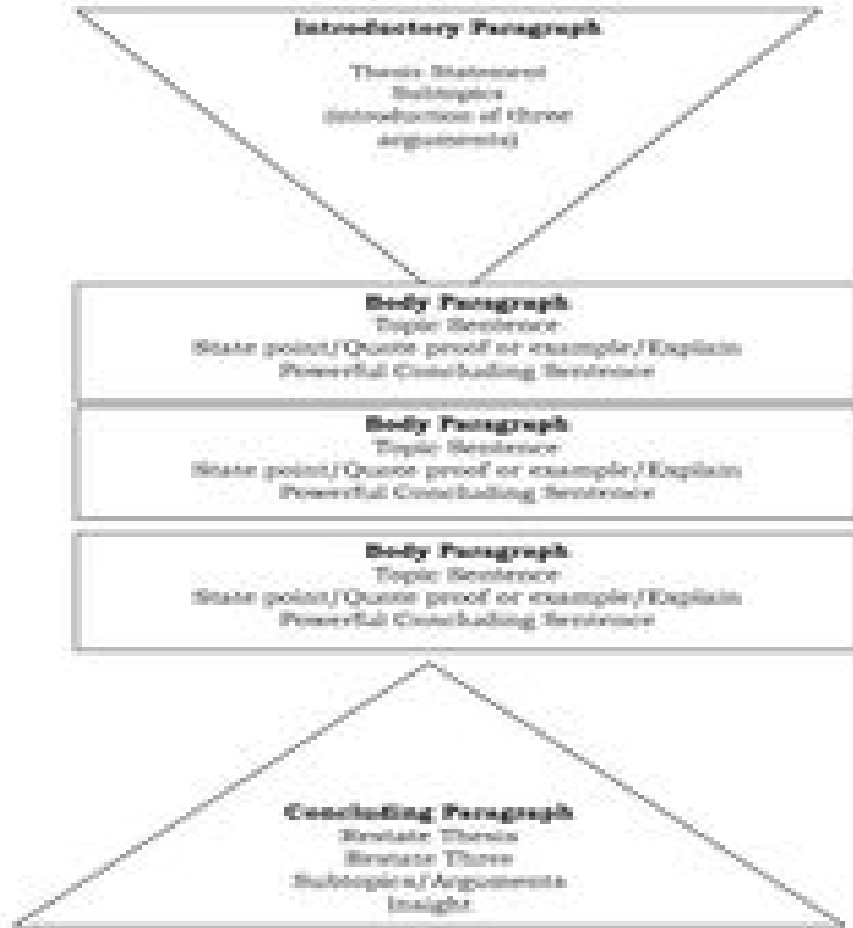 Introductory Paragraph
Thesis Statement
Subtopics
(introduction of three
arguments)
Body Paragraph
Topic Sentence
State point/Quote proof or example/Explain
Powerful Concluding Sentence
Body Paragraph
Topic Sentence
State point/Quote proof or example/Explain
Powerful Concluding Sentence
Body Paragraph
Topic Sentence
State point/Quote proof or example/Explain
Powerful Concluding Sentence
Concluding Paragraph
Restate Thesis
Restate Three
Subtopics/Arguments
Insight